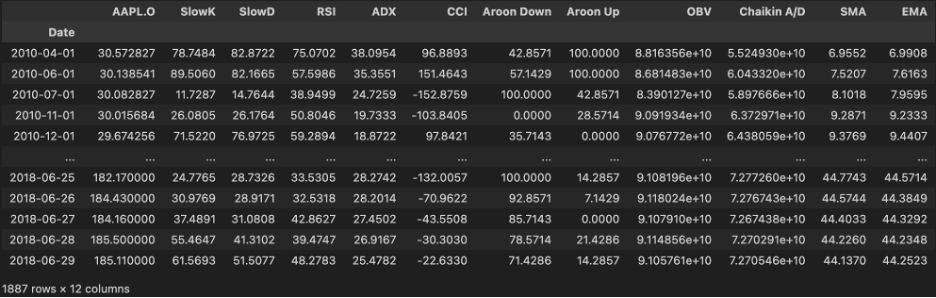 AAPL.O SlowK SlowD RSI ADX CCI Aroon Down Aroon Up OBV Chaikin A/D SMA EMA
Date
2010-04-01 30.572827 78.7484 82.8722 75.0702 38.0954 96.8893 42.8571 100.0000 8.816356e+10 5.524930e+10 6.9552 6.9908
2010-06-01 30.138541 89.5060 82.1665 57.5986 35.3551 151.4643 57.1429 100.0000 8.681483e+10 6.043320e+10 7.5207 7.6163
2010-07-01 30.082827 11.7287 14.7644 38.9499 24.7259 -152.8759 100.0000 42.8571 8.390127e+10 5.897666e+10 8.1018 7.9595
2010-11-01 30.015684 26.0805 26.1764 50.8046 19.7333 -103.8405 0.0000 28.5714 9.091934e+10 6.372971e+10 9.2871 9.2333
2010-12-01 29.674256 71.5220 76.9725 59.2894 18.8722 97.8421 35.7143 0.0000 9.076772e+10 6.438059e+10 9.3769 9.4407
... ... ... ... ... ... ... ... ... ... ... ... ...
2018-06-25 182.170000 24.7765 28.7326 33.5305 28.2742 -132.0057 100.0000 14.2857 9.108196e+10 7.277260e+10 44.7743 44.5714
2018-06-26 184.430000 30.9769 28.9171 32.5318 28.2014 -70.9622 92.8571 7.1429 9.118024e+10 7.276743e+10 44.5744 44.3849
2018-06-27 184.160000 37.4891 31.0808 42.8627 27.4502 -43.5508 85.7143 0.0000 9.107910e+10 7.267438e+10 44.4033 44.3292
2018-06-28 185.500000 55.4647 41.3102 39.4747 26.9167 -30.3030 78.5714 21.4286 9.114856e+10 7.270291e+10 44.2260 44.2348
2018-06-29 185.110000 61.5693 51.5077 48.2783 25.4782 -22.6330 71.4286 14.2857 9.105761e+10 7.270546e+10 44.1370 44.2523
1887 rows × 12 columns